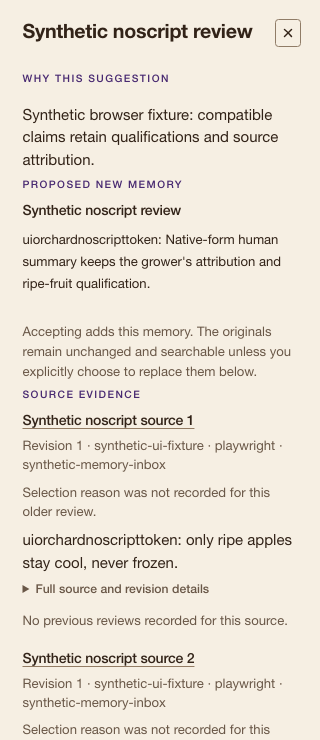 Synthetic noscript review
WHY THIS SUGGESTION
Synthetic browser fixture: compatible
claims retain qualifications and source
attribution.
PROPOSED NEW MEMORY
Synthetic noscript review
uiorchardnoscripttoken: Native-form human
summary keeps the grower's attribution and
ripe-fruit qualification.
Accepting adds this memory. The originals
remain unchanged and searchable unless you
explicitly choose to replace them below.
SOURCE EVIDENCE
Synthetic noscript source 1
Revision 1 · synthetic-ui-fixture · playwright ·
synthetic-memory-inbox
Selection reason was not recorded for this
older review.
uiorchardnoscripttoken: only ripe apples
stay cool, never frozen.
Full source and revision details
No previous reviews recorded for this source.
Synthetic noscript source 2
Revision 1 · synthetic-ui-fixture · playwright ·
synthetic-memory-inbox
Selection reason was not recorded for this